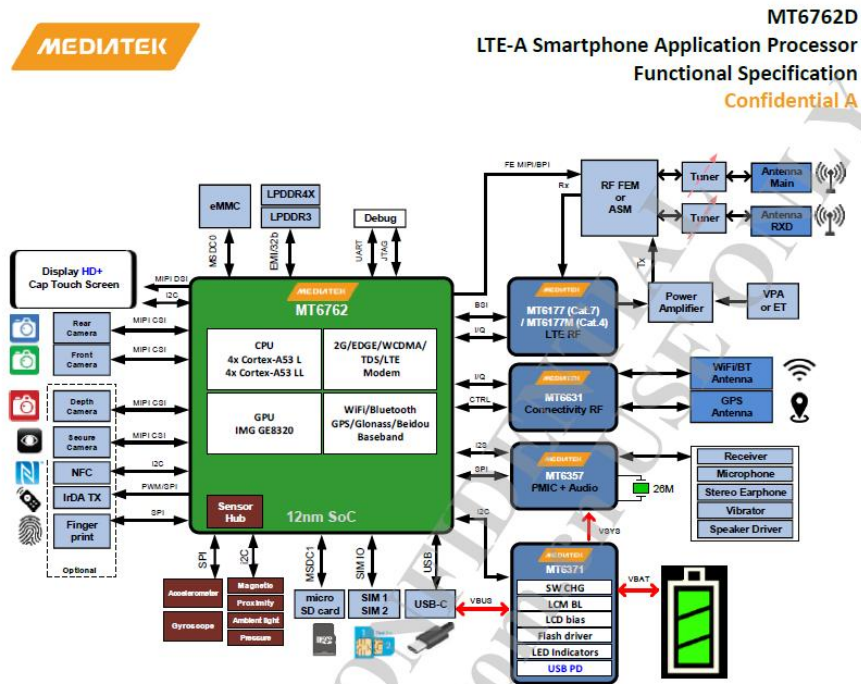 MEDIATEK
MT6762D
LTE-A Smartphone Application Processor
Functional Specification
Confidential A
FE MIPI/BPI
eMMC
LPDDR4X
LPDDR3
Debug
RF FEM
or
ASM
Rx
Tuner
Antenna
Main
Tuner
Antenna
RXD
MSDC0
EMI/32b
UART
JTAG
Tx
Display HD+
Cap Touch Screen
MIPI DSI
I2C
MEDIATEK
MT6762
BSI
I/Q
MEDIATEK
MT6177 (Cat.7)
/ MT6177M (Cat.4)
LTE RF
Power
Amplifier
VPA
or ET
Rear
Camera
MIPI CSI
Front
Camera
MIPI CSI
CPU
4x Cortex-A53 L
4x Cortex-A53 LL
2G/EDGE/WCDMA/
TDS/LTE
Modem
I/Q
CTRL
MEDIATEK
MT6631
Connectivity RF
WiFi/BT
Antenna
GPS
Antenna
Depth
Camera
MIPI CSI
Secure
Camera
MIPI CSI
GPU
IMG GE8320
WiFi/Bluetooth
GPS/Glonass/Beidou
Baseband
NFC
I2C
IrDA TX
PWM/SPI
Finger
print
SPI
Optional
I2S
SPI
MEDIATEK
MT6357
PMIC + Audio
26M
Receiver
Microphone
Stereo Earphone
Vibrator
Speaker Driver
Sensor
Hub
12nm SoC
I2C
VSYS
SPI
I2C
MSDC1
SIM IO
USB
MEDIATEK
MT6371
SW CHG
LCM BL
LCD bias
Flash driver
LED Indicators
USB PD
VBUS
VBAT
Accelerometer
Gyroscope
Magnetic
Proximity
Ambient light
Pressure
micro
SD card
SIM 1
SIM 2
USB-C
CONFIDENTIAL
USE ONLY